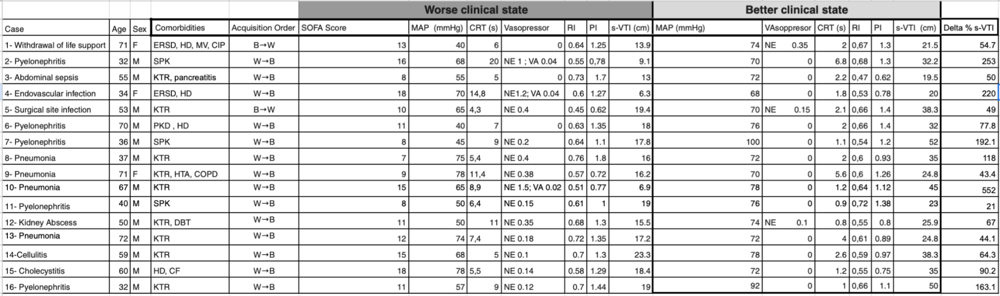 Worse clinical state Better clinical state
Case Age Sex Comorbidities Acquisition Order SOFA Score MAP (mmHg) CRT (s) Vasopressor RI PI s-VTI (cm) MAP (mmHg) VAsoppresor CRT (s) RI PI s-VTI (cm) Delta % s-VTI
1- Withdrawal of life support 71 F ERSD, HD, MV, CIP B→W 13 40 6 0 0.64 1.25 13.9 74 NE 0.35 2 0,67 1.3 21.5 54.7
2- Pyelonephritis 32 M SPK W→B 16 68 20 NE 1 ; VA 0.04 0.55 0,78 9.1 70 0 6.8 0,68 1.3 32.2 253
3- Abdominal sepsis 55 M KTR, pancreatitis W→B 8 55 5 0 0.73 1.7 13 72 0 2.2 0,47 0.62 19.5 50
4- Endovascular infection 34 F ERSD, HD W→B 18 70 14,8 NE1.2; VA 0.04 0.6 1.27 6.3 68 0 1.8 0,53 0.78 20 220
5- Surgical site infection 53 M KTR B→W 10 65 4,3 NE 0.4 0.45 0.62 19.4 70 NE 0.15 2.1 0,66 1.4 38.3 49
6- Pyelonephritis 70 M PKD , HD W→B 11 40 7 0 0.63 1.35 18 76 0 2 0,66 1.4 32 77.8
7- Pyelonephritis 36 M SPK W→B 8 45 9 NE 0.2 0.64 1.1 17.8 100 0 1.1 0,54 1.2 52 192.1
8- Pneumonia 37 M KTR W→B 7 75 5,4 NE 0.4 0.76 1.8 16 72 0 2 0,6 0.93 35 118
9- Pneumonia 71 F KTR, HTA, COPD W→B 9 78 11,4 NE 0.38 0.57 0.72 16.2 70 0 5.6 0,6 1.26 24.8 43.4
10- Pneumonia 67 M KTR W→B 15 65 8,9 NE 1.5; VA 0.02 0.51 0.77 6.9 78 0 1.2 0,64 1.12 45 552
11- Pyelonephritis 40 M SPK W→B 8 50 6,4 NE 0.15 0.61 1 19 76 0 0.9 0,72 1.38 23 21
12- Kidney Abscess 50 M KTR, DBT W→B 11 50 11 NE 0.35 0.68 1.3 15.5 74 NE 0.1 0.8 0,55 0.8 25.9 67
13- Pneumonia 72 M KTR W→B 12 74 7,4 NE 0.18 0.72 1.35 17.2 72 0 4 0,61 0.89 24.8 44.1
14-Cellulitis 59 M KTR W→B 15 68 5 NE 0.1 0.7 1.3 23.3 78 0 2.6 0,59 0.97 38.3 64.3
15- Cholecystitis 60 M HD, CF W→B 18 78 5,5 NE 0.14 0.58 1.29 18.4 72 0 1.2 0,55 0.75 35 90.2
16- Pyelonephritis 32 M KTR W→B 11 57 9 NE 0.12 0.7 1.44 19 92 0 1 0,66 1.1 50 163.1